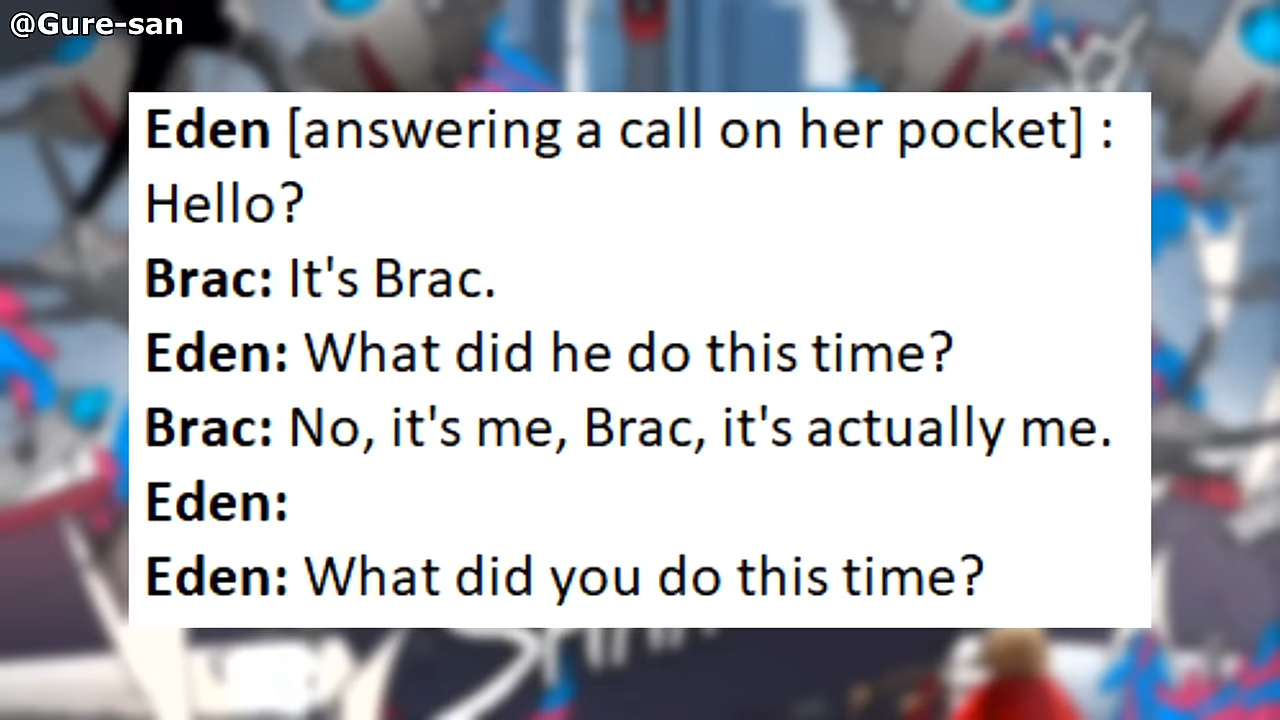 @Gure-san
Eden [answering a call on her pocket] :
Hello?
Brac: It's Brac.
Eden: What did he do this time?
Brac: No, it's me, Brac, it's actually me.
Eden:
Eden: What did you do this time?